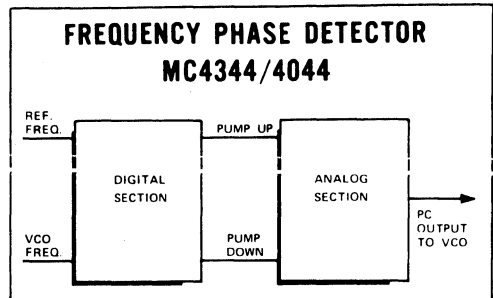 FREQUENCY PHASE DETECTOR
MC4344/4044
REF.
FREQ.
PUMP UP
DIGITAL
SECTION
ANALOG
SECTION
VCO
FREQ.
PUMP
DOWN
PC
OUTPUT
TO VCO